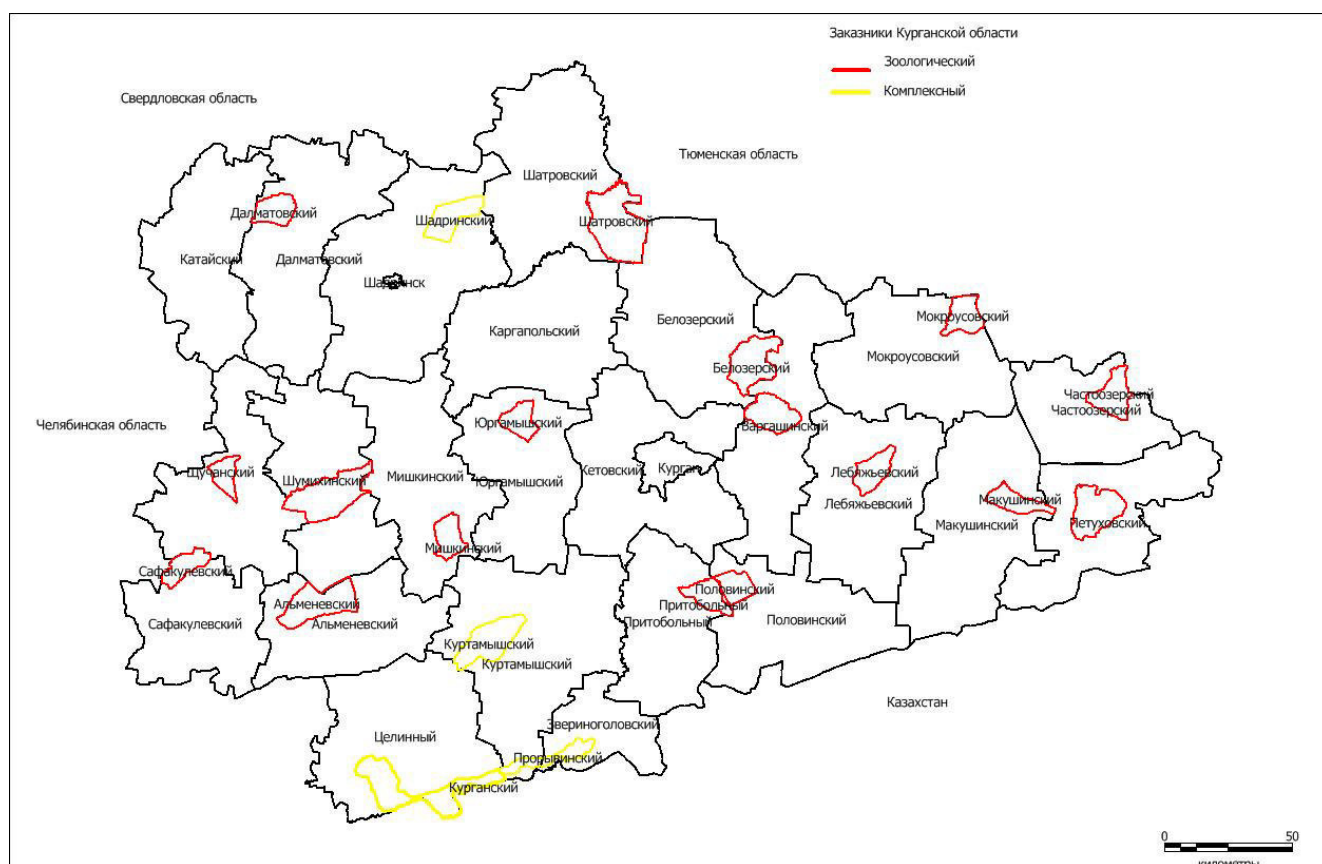 Заказники Курганской области
Зоологический
Комплексный
Свердловская область
Тюменская область
Шатровский
Далматовский
Шадринский
Шатровский
Катайский
Далматовский
Шадринск
Белозерский
Мокроусовский
Каргапольский
Мокроусовский
Белозерский
Частоозерский
Частоозерский
Челябинская область
Юргамышский
Варгашинский
Щучанский
Шумихинский
Мишкинский
Юргамышский
Кетовский
Курган
Лебяжьевский
Лебяжьевский
Макушинский
Макушинский
Петуховский
Мишкинский
Сафакулевский
Альменевский
Половинский
Притобольный
Сафакулевский
Альменевский
Притобольный
Половинский
Куртамышский
Куртамышский
Казахстан
Целинный
Звериноголовский
Прорывинский
Курганский
0 50
километры